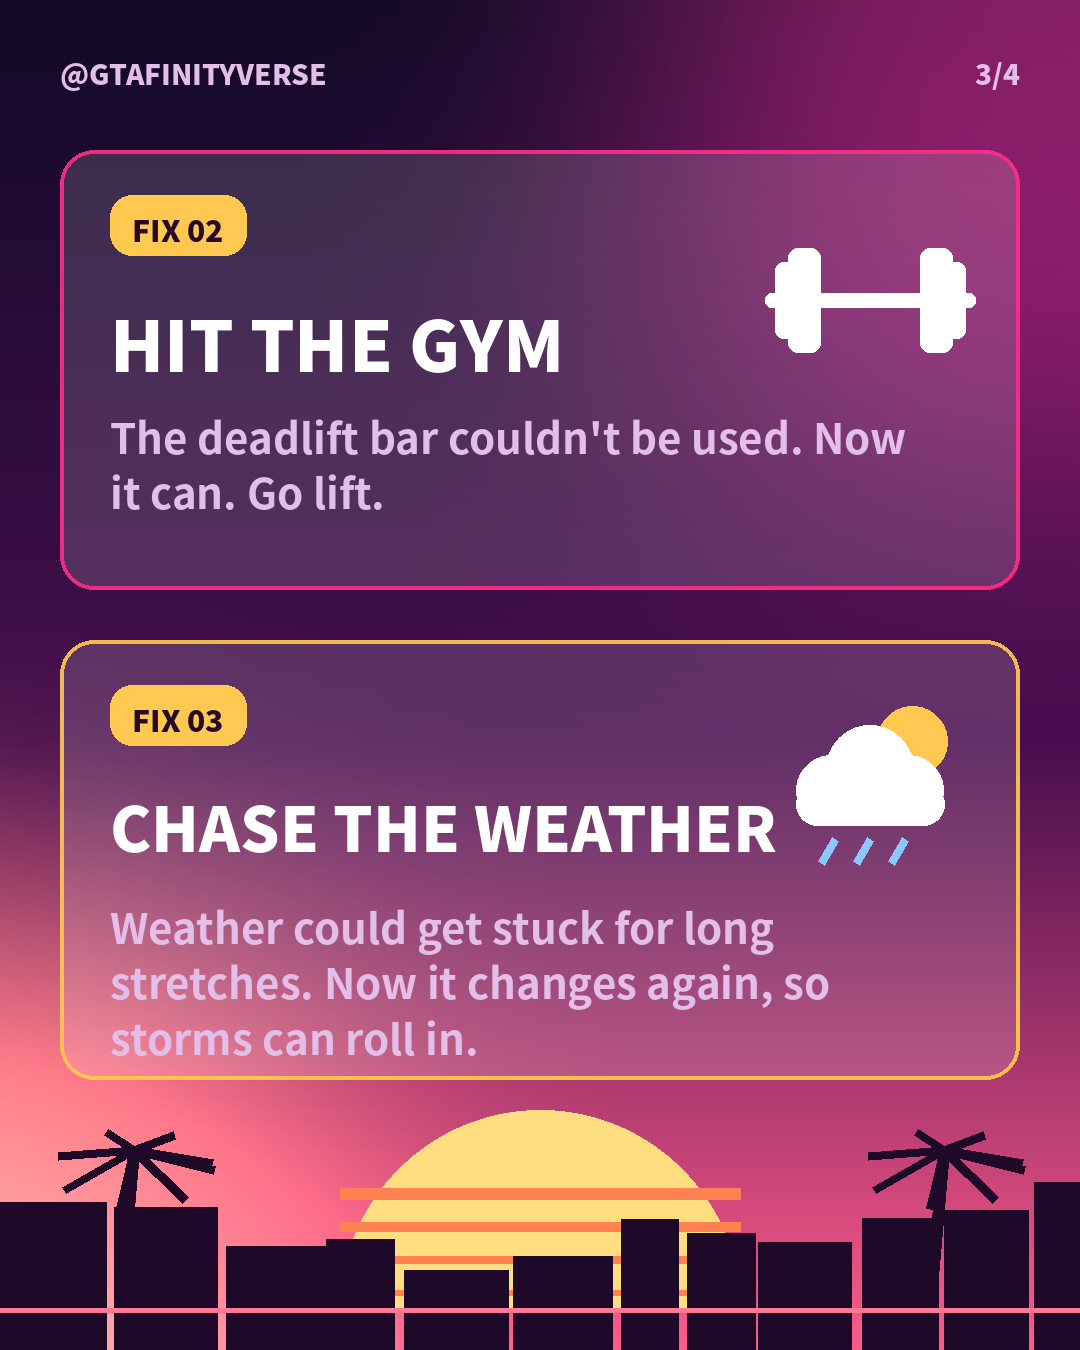 @GTAFINITYVERSE
3/4
FIX 02
HIT THE GYM
The deadlift bar couldn't be used. Now
it can. Go lift.
FIX 03
CHASE THE WEATHER
Weather could get stuck for long
stretches. Now it changes again, so
storms can roll in.